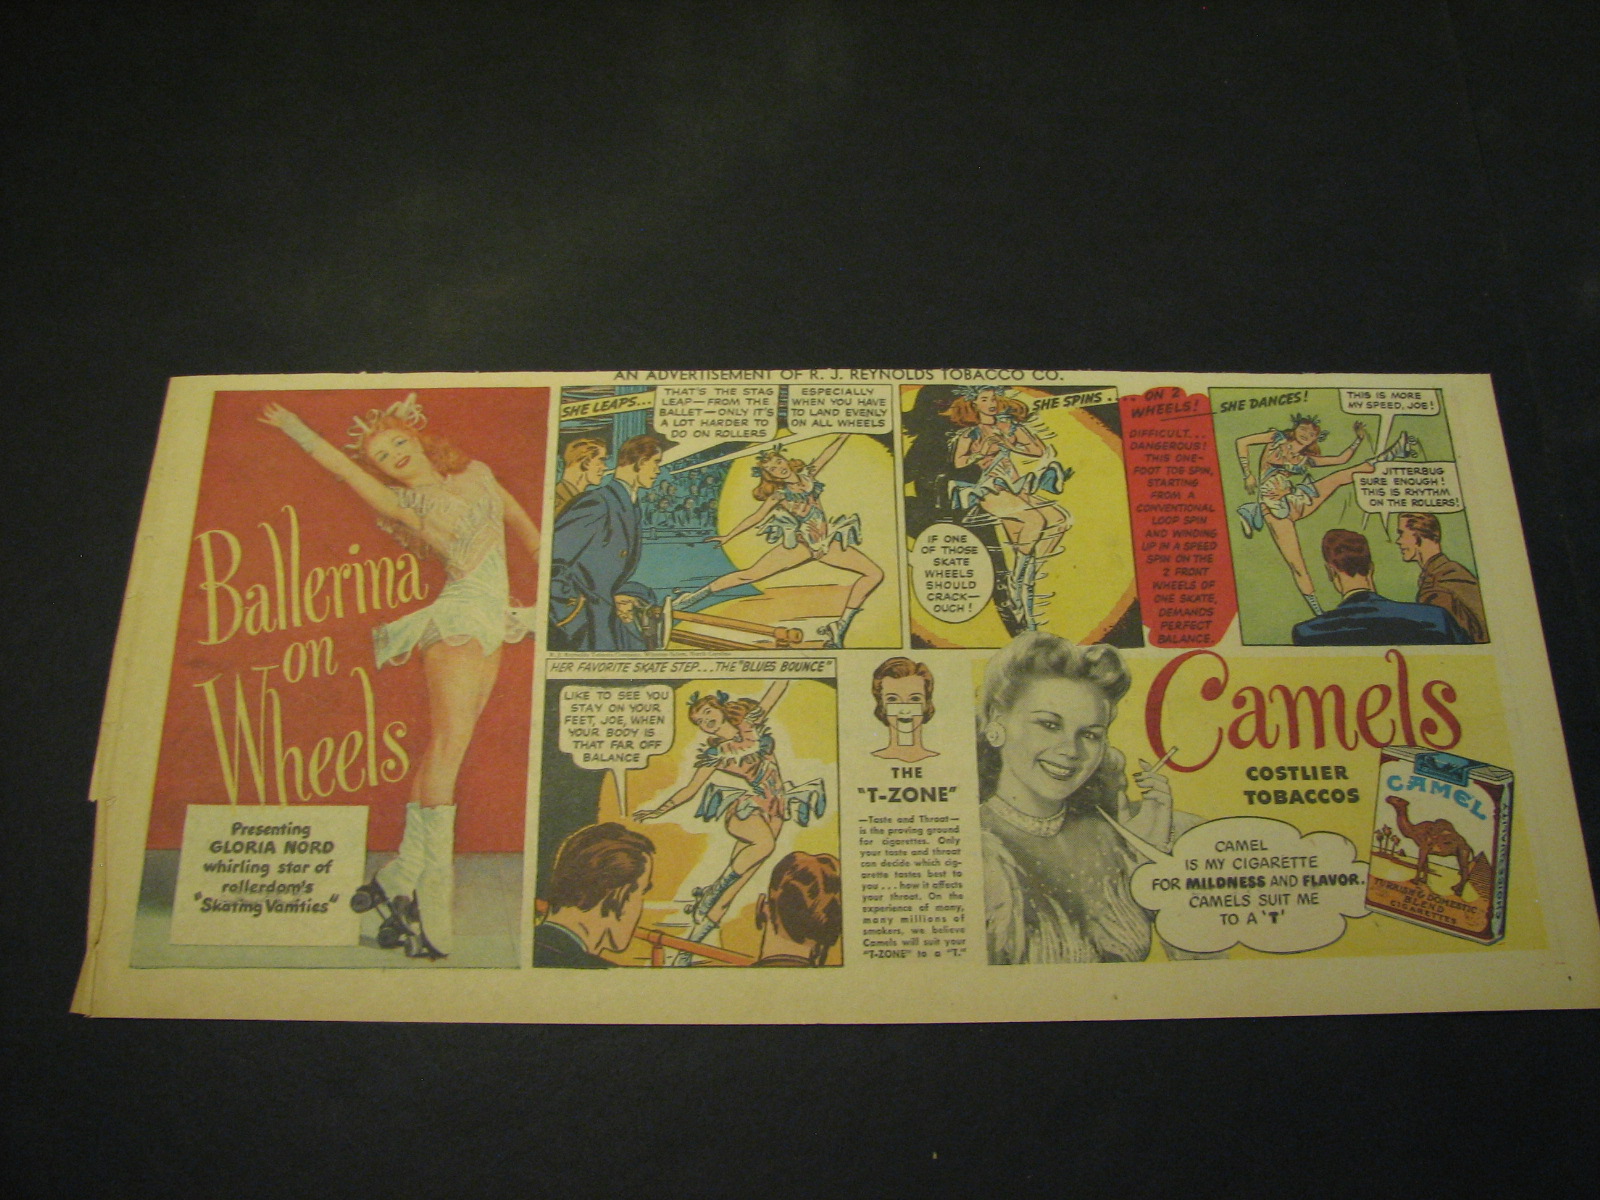 AN ADVERTISEMENT OF R. J. REYNOLDS TOBACCO CO.
Ballerina
on
Wheels
Presenting
GLORIA NORD
whirling star of
rollerdom's
"Skating Vanities"
SHE LEAPS...
THAT'S THE STAG
LEAP—FROM THE
BALLET—ONLY IT'S
A LOT HARDER TO
DO ON ROLLERS
ESPECIALLY
WHEN YOU HAVE
TO LAND EVENLY
ON ALL WHEELS
R. J. Reynolds Tobacco Company, Winston-Salem, North Carolina
SHE SPINS...
IF ONE
OF THOSE
SKATE
WHEELS
SHOULD
CRACK—
OUCH!
... ON 2
WHEELS!
DIFFICULT...
DANGEROUS!
THIS ONE-
FOOT TOE SPIN,
STARTING
FROM A
CONVENTIONAL
LOOP SPIN
AND WINDING
UP IN A SPEED
SPIN ON THE
2 FRONT
WHEELS OF
ONE SKATE,
DEMANDS
PERFECT
BALANCE.
SHE DANCES!
THIS IS MORE
MY SPEED, JOE!
JITTERBUG
SURE ENOUGH!
THIS IS RHYTHM
ON THE ROLLERS!
HER FAVORITE SKATE STEP...THE "BLUES BOUNCE"
LIKE TO SEE YOU
STAY ON YOUR
FEET, JOE, WHEN
YOUR BODY IS
THAT FAR OFF
BALANCE
THE
"T-ZONE"
—Taste and Throat—
is the proving ground
for cigarettes. Only
your taste and throat
can decide which cig-
arette tastes best to
you...how it affects
your throat. On the
experience of many,
many millions of
smokers, we believe
Camels will suit your
"T-ZONE" to a "T."
Camels
COSTLIER
TOBACCOS
CAMEL
IS MY CIGARETTE
FOR MILDNESS AND FLAVOR.
CAMELS SUIT ME
TO A 'T'
CAMEL
TURKISH & DOMESTIC
BLEND
CIGARETTES
CHOICE QUALITY